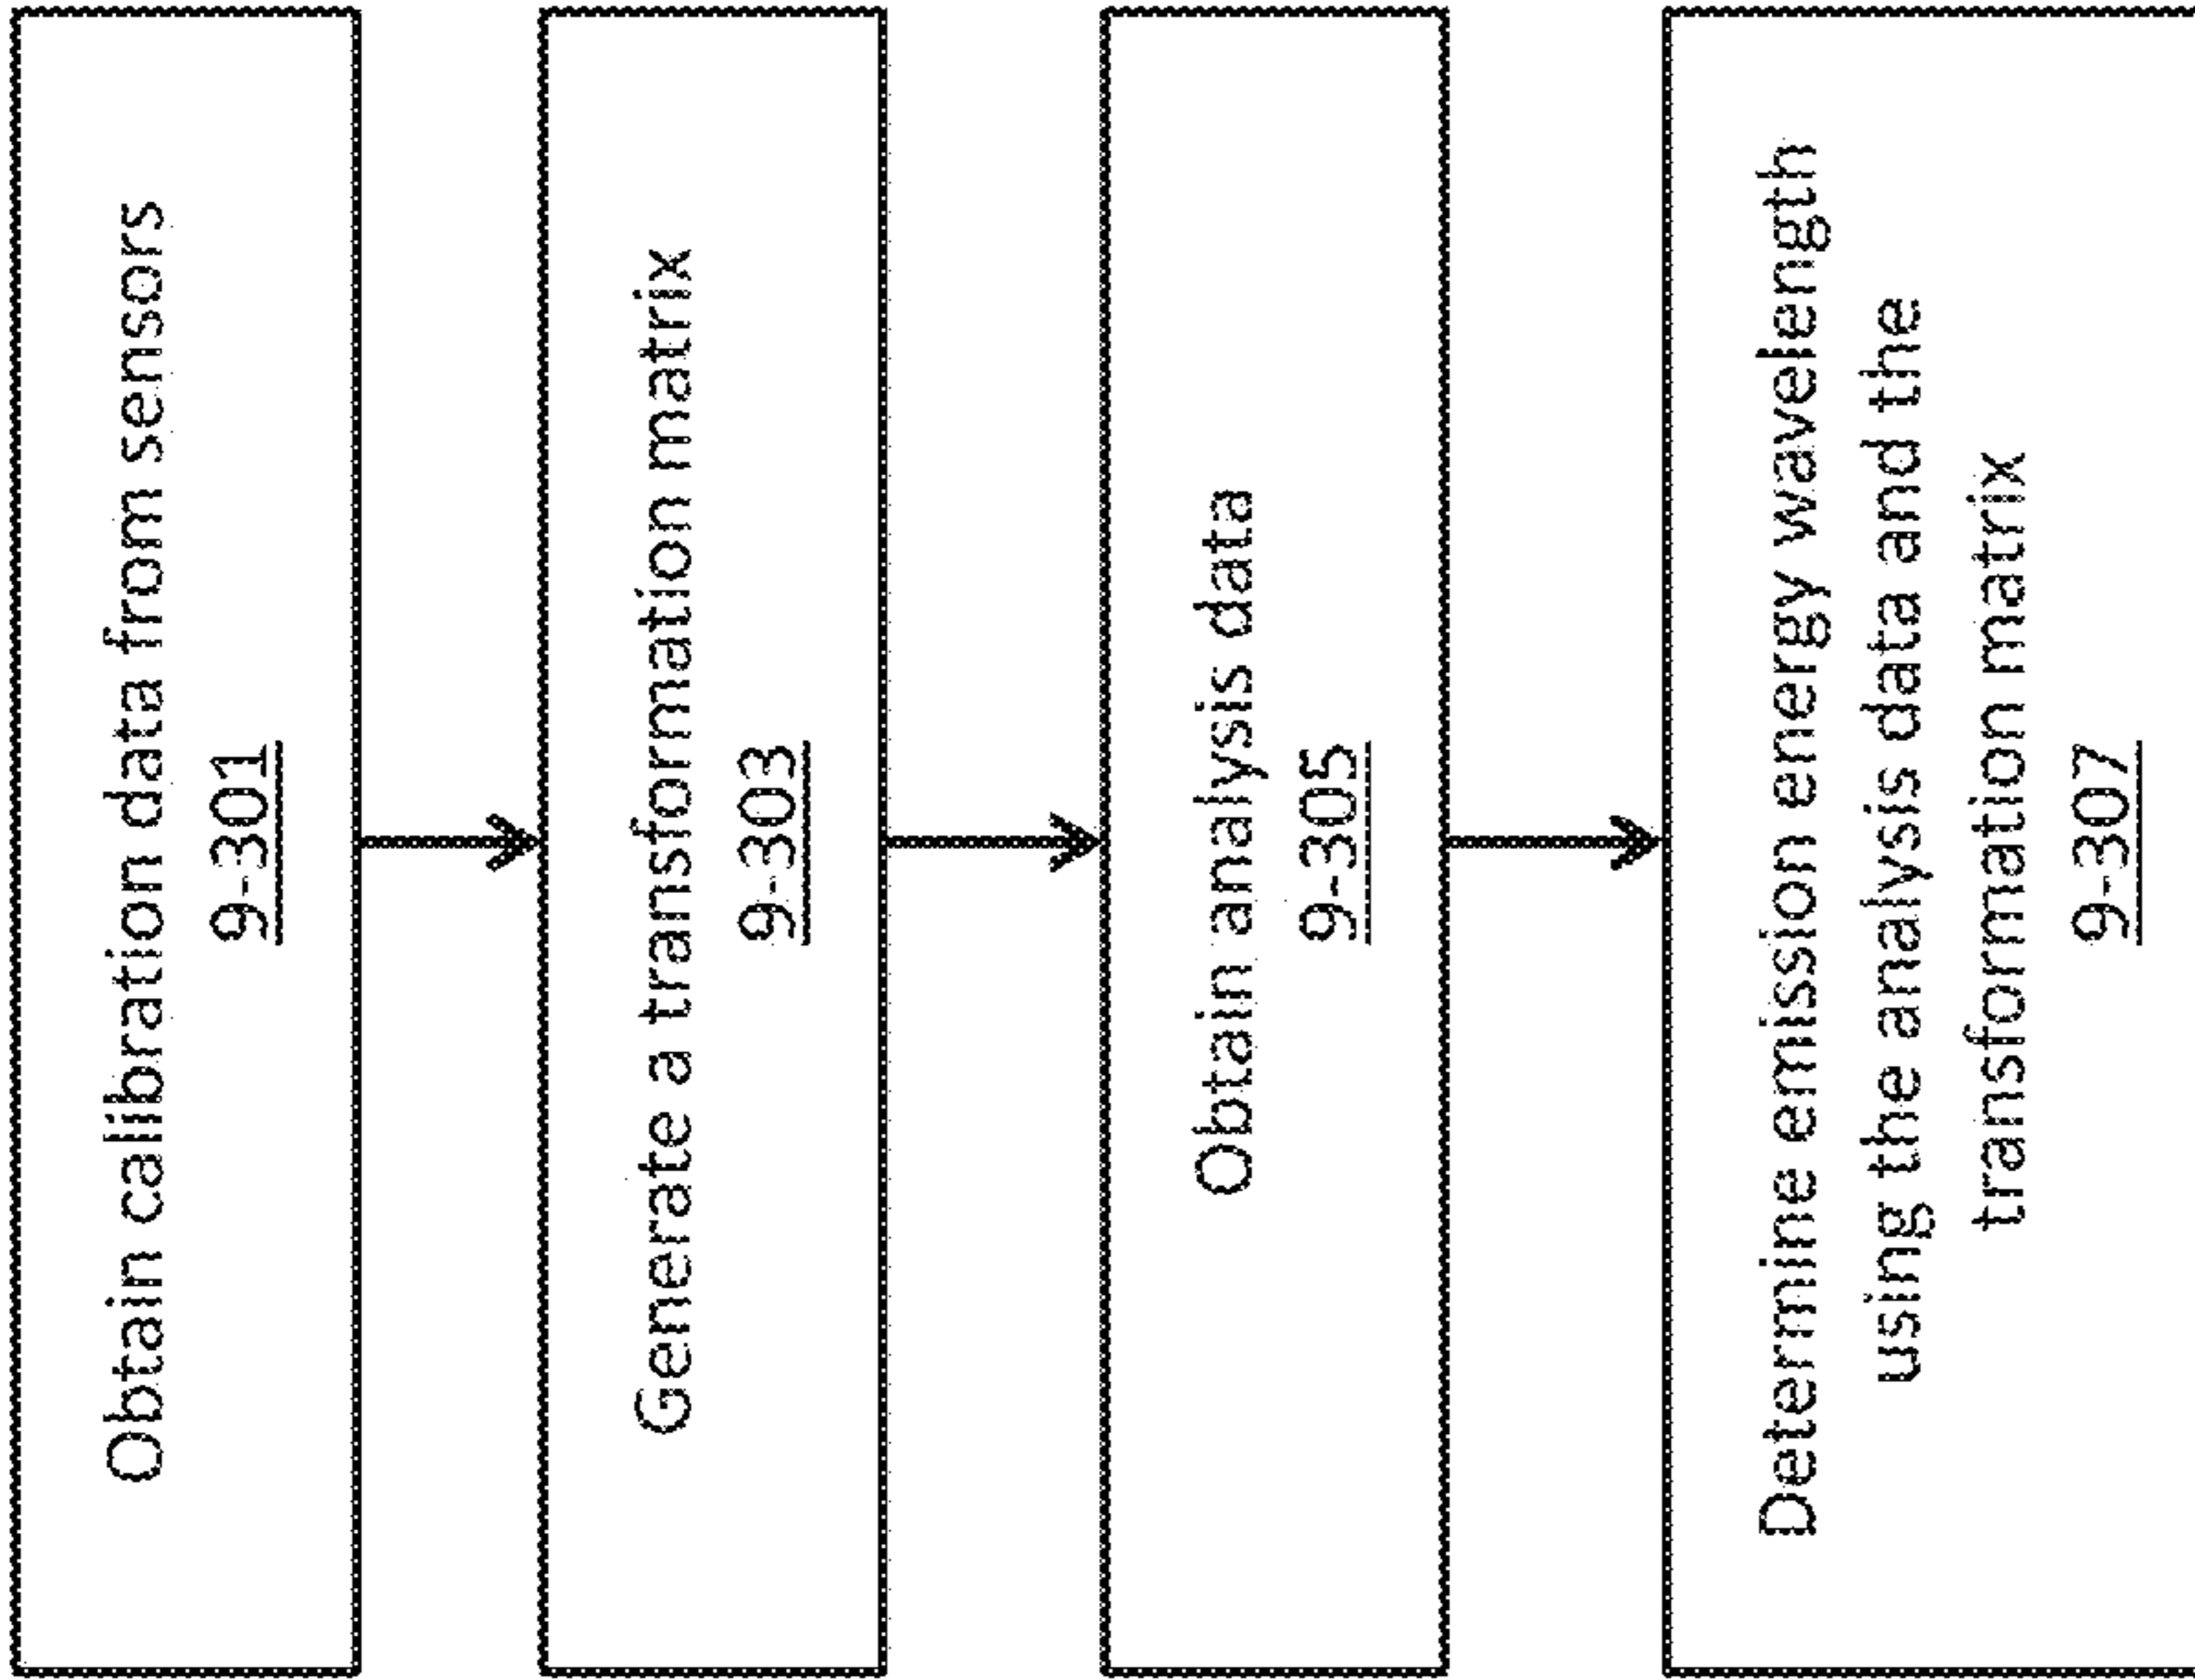 Obtain calibration data from sensors
9-301
Generate a transformation matrix
9-303
Obtain analysis data
9-305
Determine emission energy wavelength
using the analysis data and the
transformation matrix
9-307